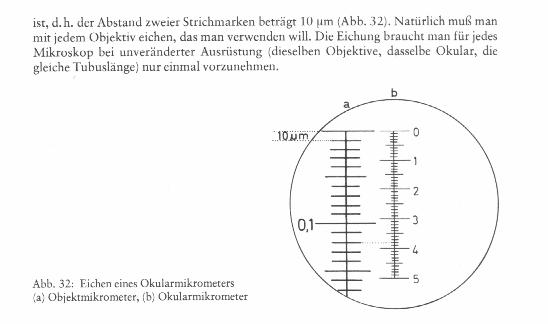 ist, d. h. der Abstand zweier Strichmarken beträgt 10 µm (Abb. 32). Natürlich muß man
mit jedem Objektiv eichen, das man verwenden will. Die Eichung braucht man für jedes
Mikroskop bei unveränderter Ausrüstung (dieselben Objektive, dasselbe Okular, die
gleiche Tubuslänge) nur einmal vorzunehmen.
b
a
10 µm
0
1
2
0,1
3
4
5
Abb. 32: Eichen eines Okularmikrometers
(a) Objektmikrometer, (b) Okularmikrometer